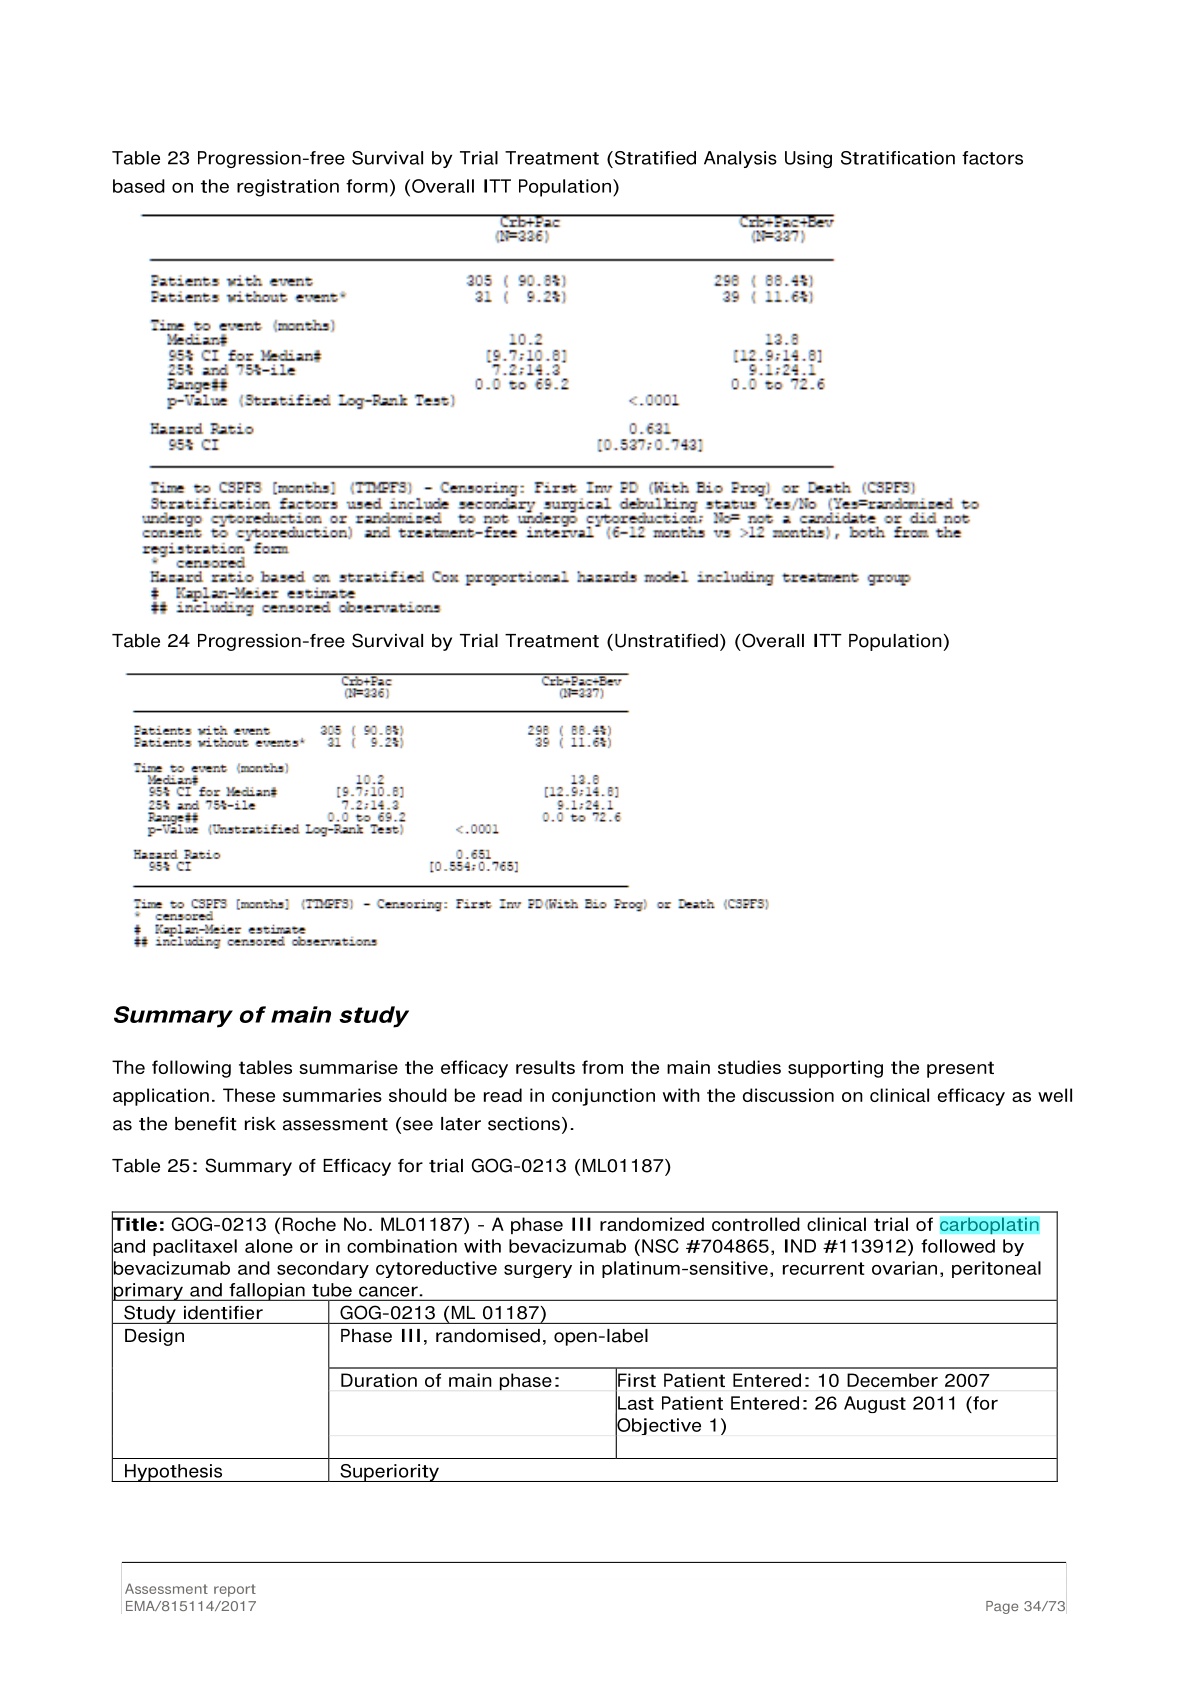 Table 23 Progression-free Survival by Trial Treatment (Stratified Analysis Using Stratification factors
based on the registration form) (Overall ITT Population)
Crb+Pac Crb+Pac+Bev
(N=336) (N=337)
Patients with event 305 ( 90.8%) 298 ( 88.4%)
Patients without event* 31 ( 9.2%) 39 ( 11.6%)
Time to event (months)
Median# 10.2 13.8
95% CI for Median# [9.7;10.8] [12.9;14.8]
25% and 75%-ile 7.2;14.3 9.1;24.1
Range## 0.0 to 69.2 0.0 to 72.6
p-Value (Stratified Log-Rank Test) <.0001
Hazard Ratio 0.631
95% CI [0.537;0.743]
Time to CSPFS [months] (TTMPFS) - Censoring: First Inv PD (With Bio Prog) or Death (CSPFS)
Stratification factors used include secondary surgical debulking status Yes/No (Yes=randomized to
undergo cytoreduction or randomized to not undergo cytoreduction; No= not a candidate or did not
consent to cytoreduction) and treatment-free interval (6-12 months vs >12 months), both from the
registration form
* censored
Hazard ratio based on stratified Cox proportional hazards model including treatment group
# Kaplan-Meier estimate
## including censored observations
Table 24 Progression-free Survival by Trial Treatment (Unstratified) (Overall ITT Population)
Crb+Pac Crb+Pac+Bev
(N=336) (N=337)
Patients with event 305 ( 90.8%) 298 ( 88.4%)
Patients without events* 31 ( 9.2%) 39 ( 11.6%)
Time to event (months)
Median# 10.2 13.8
95% CI for Median# [9.7;10.8] [12.9;14.8]
25% and 75%-ile 7.2;14.3 9.1;24.1
Range## 0.0 to 69.2 0.0 to 72.6
p-Value (Unstratified Log-Rank Test) <.0001
Hazard Ratio 0.651
95% CI [0.554;0.765]
Time to CSPFS [months] (TTMPFS) - Censoring: First Inv PD(With Bio Prog) or Death (CSPFS)
* censored
# Kaplan-Meier estimate
## including censored observations
Summary of main study
The following tables summarise the efficacy results from the main studies supporting the present
application. These summaries should be read in conjunction with the discussion on clinical efficacy as well
as the benefit risk assessment (see later sections).
Table 25: Summary of Efficacy for trial GOG-0213 (ML01187)
Title: GOG-0213 (Roche No. ML01187) - A phase III randomized controlled clinical trial of carboplatin
and paclitaxel alone or in combination with bevacizumab (NSC #704865, IND #113912) followed by
bevacizumab and secondary cytoreductive surgery in platinum-sensitive, recurrent ovarian, peritoneal
primary and fallopian tube cancer.
Study identifier GOG-0213 (ML 01187)
Design Phase III, randomised, open-label
Duration of main phase: First Patient Entered: 10 December 2007
Last Patient Entered: 26 August 2011 (for
Objective 1)
Hypothesis Superiority
Assessment report
EMA/815114/2017 Page 34/73